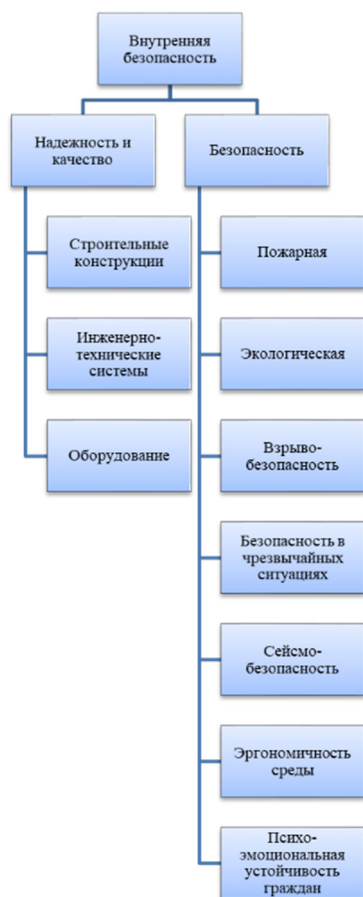 Внутренняя
безопасность
Надежность и
качество
Безопасность
Строительные
конструкции
Пожарная
Инженерно-
технические
системы
Экологическая
Оборудование
Взрыво-
безопасность
Безопасность в
чрезвычайных
ситуациях
Сейсмо-
безопасность
Эргономичность
среды
Психо-
эмоциональная
устойчивость
граждан